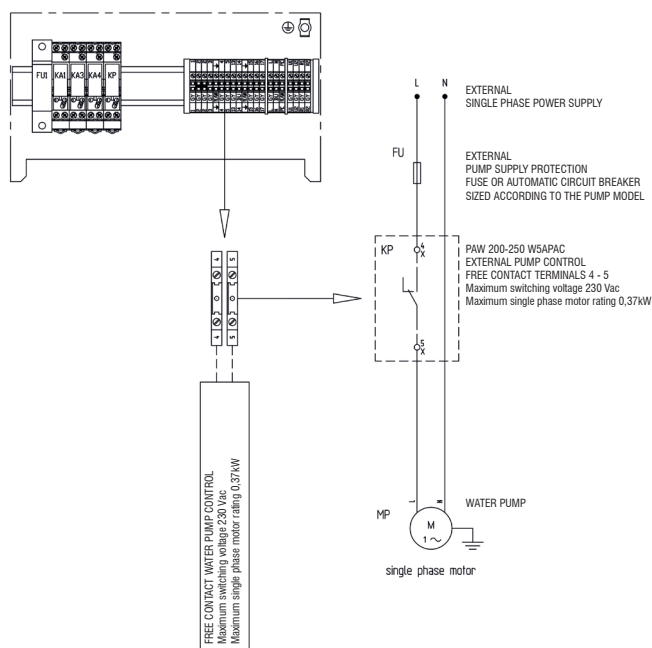 FU1 KA1 KA3 KA4 KP
L N
EXTERNAL
SINGLE PHASE POWER SUPPLY
FU
EXTERNAL
PUMP SUPPLY PROTECTION
FUSE OR AUTOMATIC CIRCUIT BREAKER
SIZED ACCORDING TO THE PUMP MODEL
KP
4
X
PAW 200-250 W5APAC
EXTERNAL PUMP CONTROL
FREE CONTACT TERMINALS 4 - 5
Maximum switching voltage 230 Vac
Maximum single phase motor rating 0,37kW
5
X
4 5
4 5
FREE CONTACT WATER PUMP CONTROL
Maximum switching voltage 230 Vac
Maximum single phase motor rating 0,37kW
L N
WATER PUMP
MP
M
1 ~
single phase motor